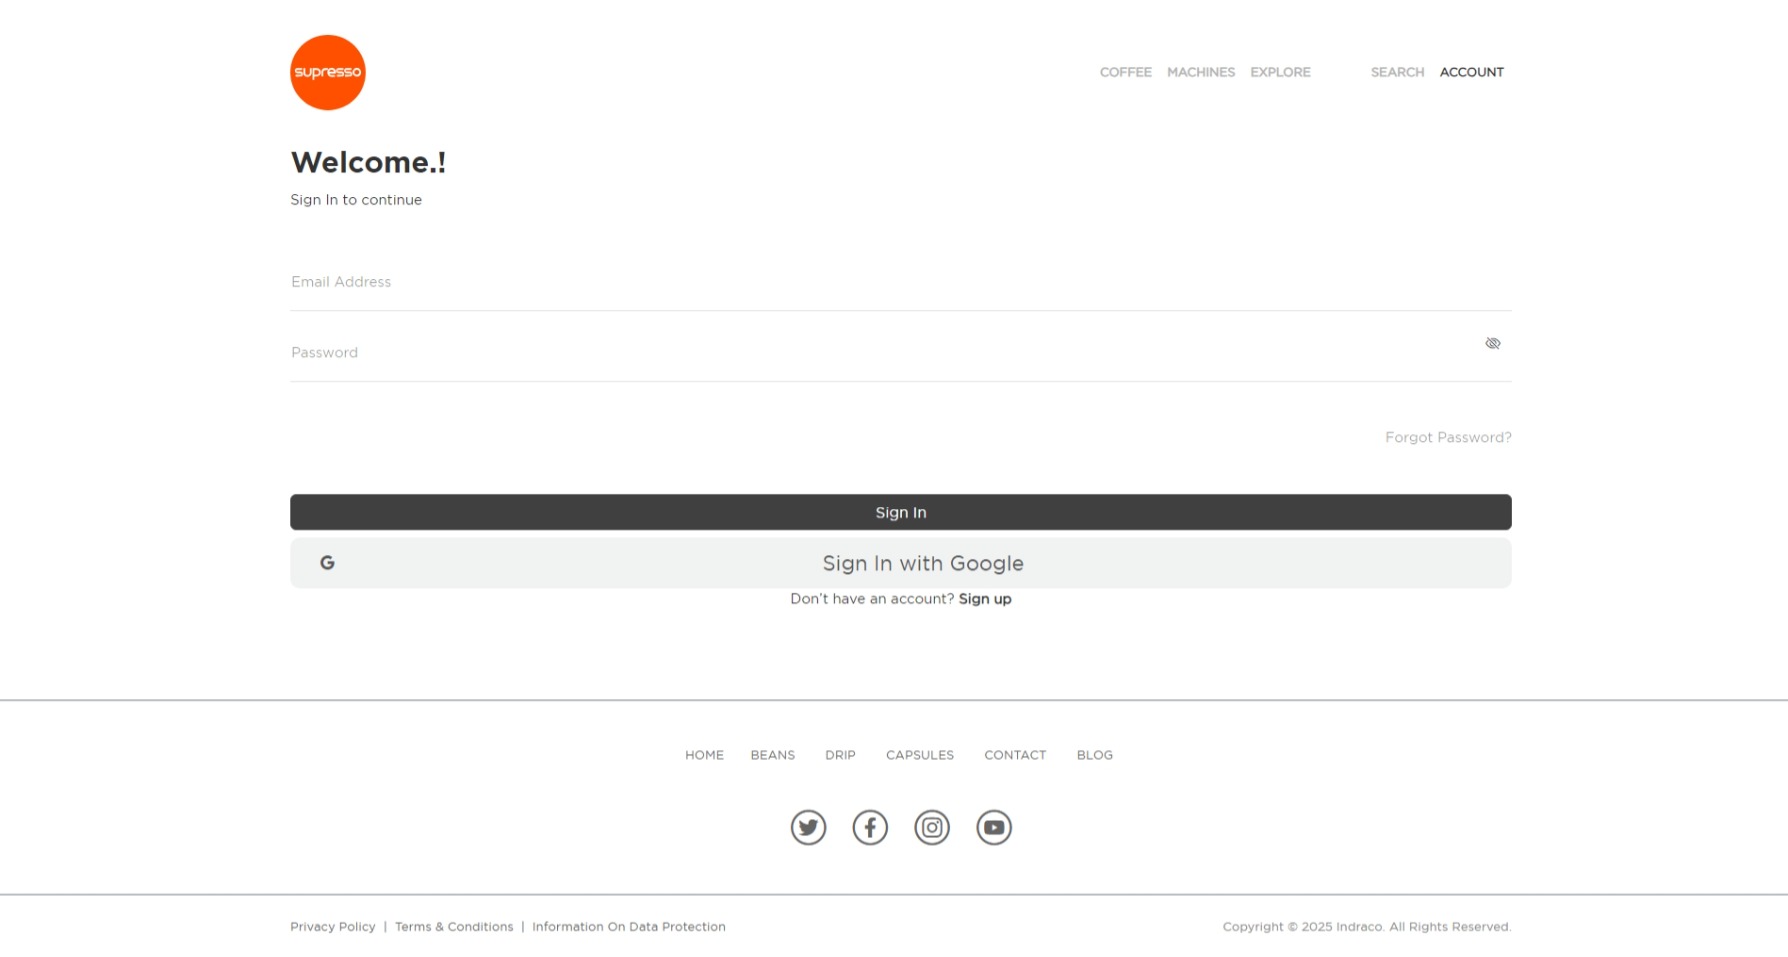 supresso
COFFEE MACHINES EXPLORE SEARCH ACCOUNT
Welcome.!
Sign In to continue
Email Address
Password
Forgot Password?
Sign In
G Sign In with Google
Don't have an account? Sign up
HOME BEANS DRIP CAPSULES CONTACT BLOG
Privacy Policy | Terms & Conditions | Information On Data Protection
Copyright © 2025 Indraco. All Rights Reserved.